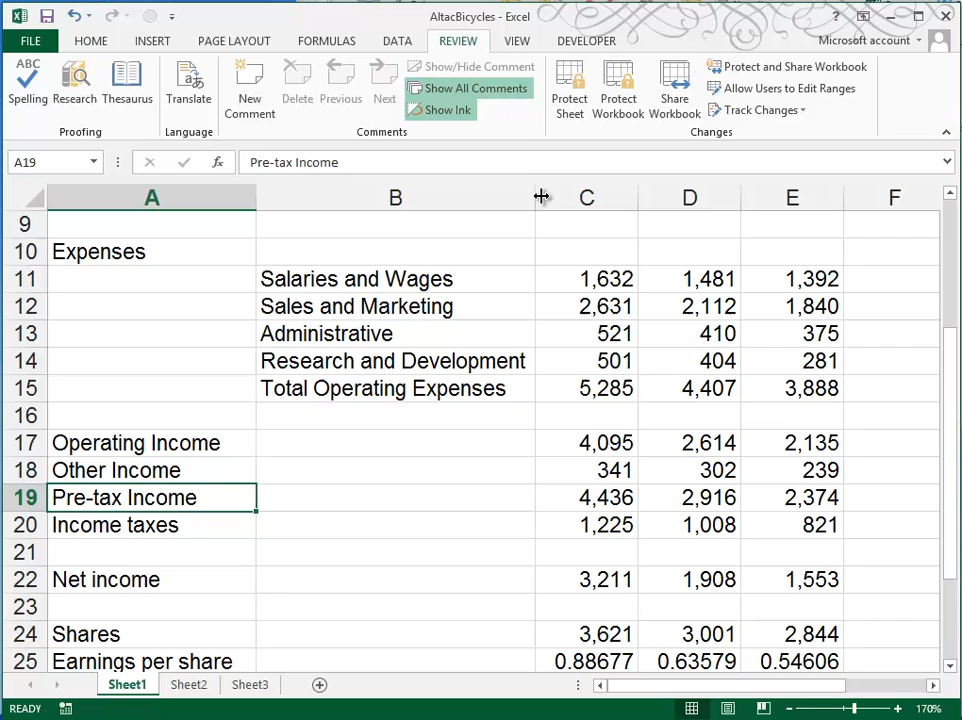 AltacBicycles - Excel
?
FILE HOME INSERT PAGE LAYOUT FORMULAS DATA REVIEW VIEW DEVELOPER Microsoft account
ABC
Spelling Research Thesaurus
Proofing
Translate
Language
New Comment
Delete Previous Next
Show/Hide Comment
Show All Comments
Show Ink
Comments
Protect Sheet
Protect Workbook
Share Workbook
Protect and Share Workbook
Allow Users to Edit Ranges
Track Changes
Changes
A19 fx Pre-tax Income
A B C D E F
9
10 Expenses
11 Salaries and Wages 1,632 1,481 1,392
12 Sales and Marketing 2,631 2,112 1,840
13 Administrative 521 410 375
14 Research and Development 501 404 281
15 Total Operating Expenses 5,285 4,407 3,888
16
17 Operating Income 4,095 2,614 2,135
18 Other Income 341 302 239
19 Pre-tax Income 4,436 2,916 2,374
20 Income taxes 1,225 1,008 821
21
22 Net income 3,211 1,908 1,553
23
24 Shares 3,621 3,001 2,844
25 Earnings per share 0.88677 0.63579 0.54606
Sheet1 Sheet2 Sheet3
READY 170%